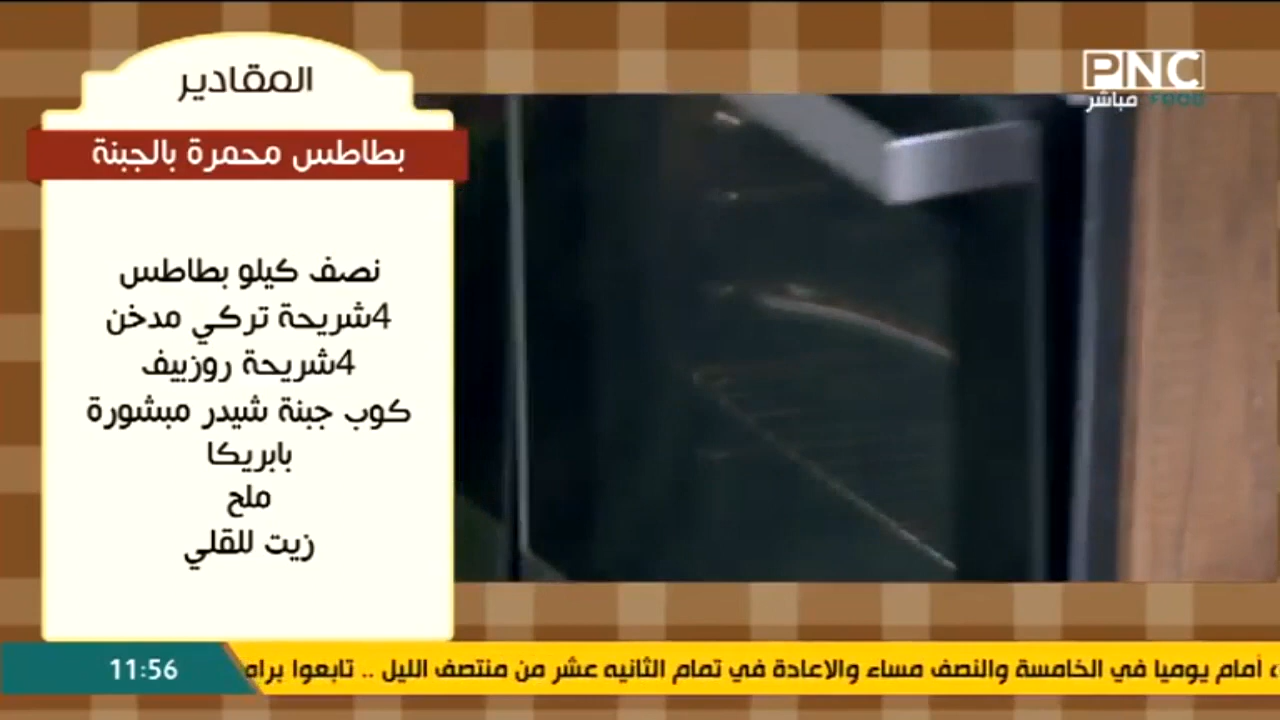 المقادير
بطاطس محمرة بالجبنة
نصف كيلو بطاطس
4شريحة تركي مدخن
4شريحة روزبيف
كوب جبنة شيدر مبشورة
بابريكا
ملح
زيت للقلي
PNC
مباشر FOOD
أمام يوميا في الخامسة والنصف مساء والاعادة في تمام الثانيه عشر من منتصف الليل .. تابعوا
11:56